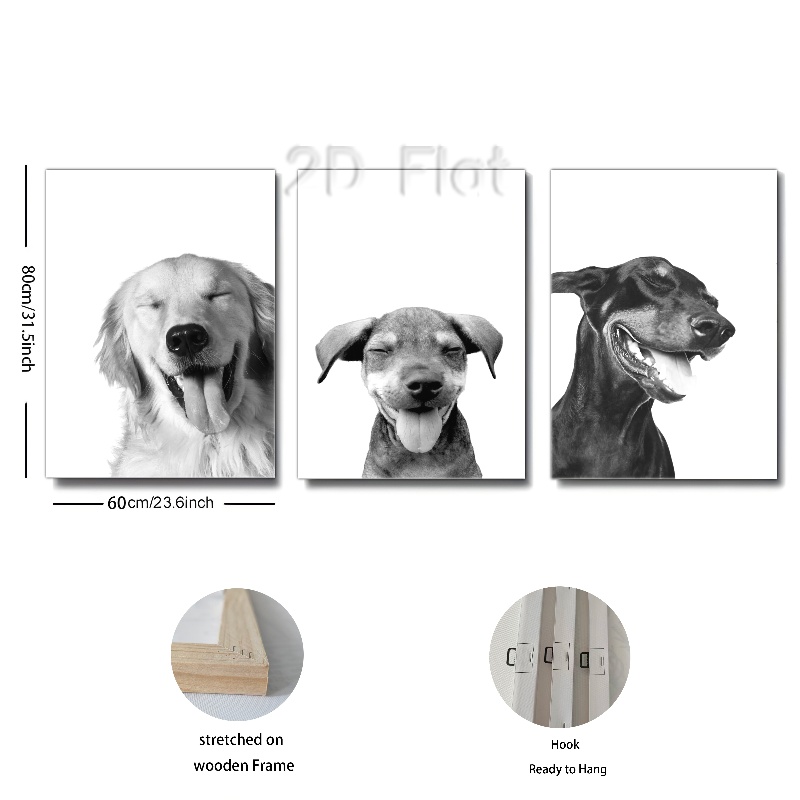 2D Flat
80cm/31.5inch
60cm/23.6inch
stretched on
wooden Frame
Hook
Ready to Hang